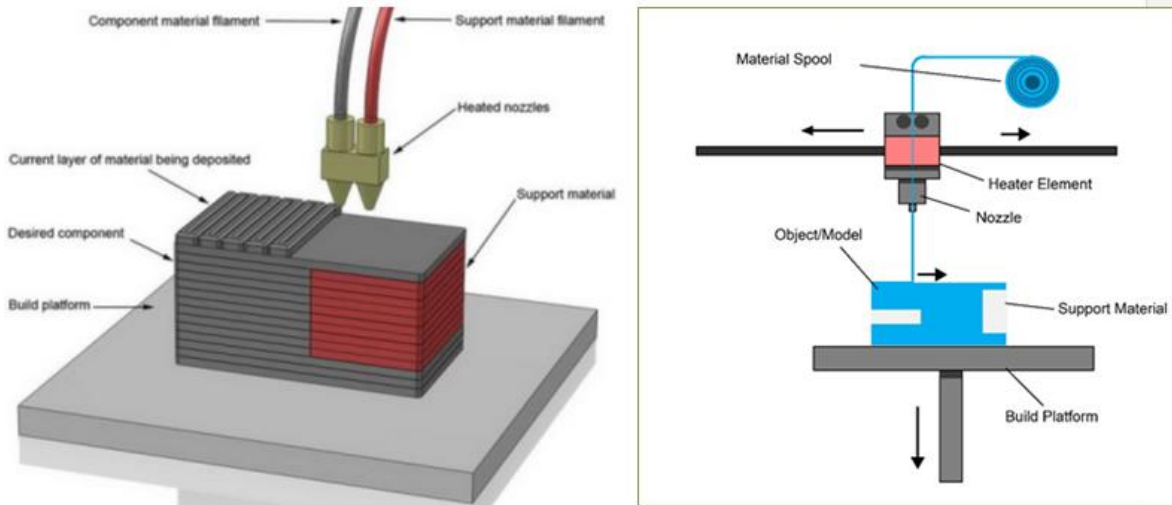 Component material filament
Support material filament
Heated nozzles
Current layer of material being deposited
Support material
Desired component
Build platform
Material Spool
Heater Element
Nozzle
Object/Model
Support Material
Build Platform